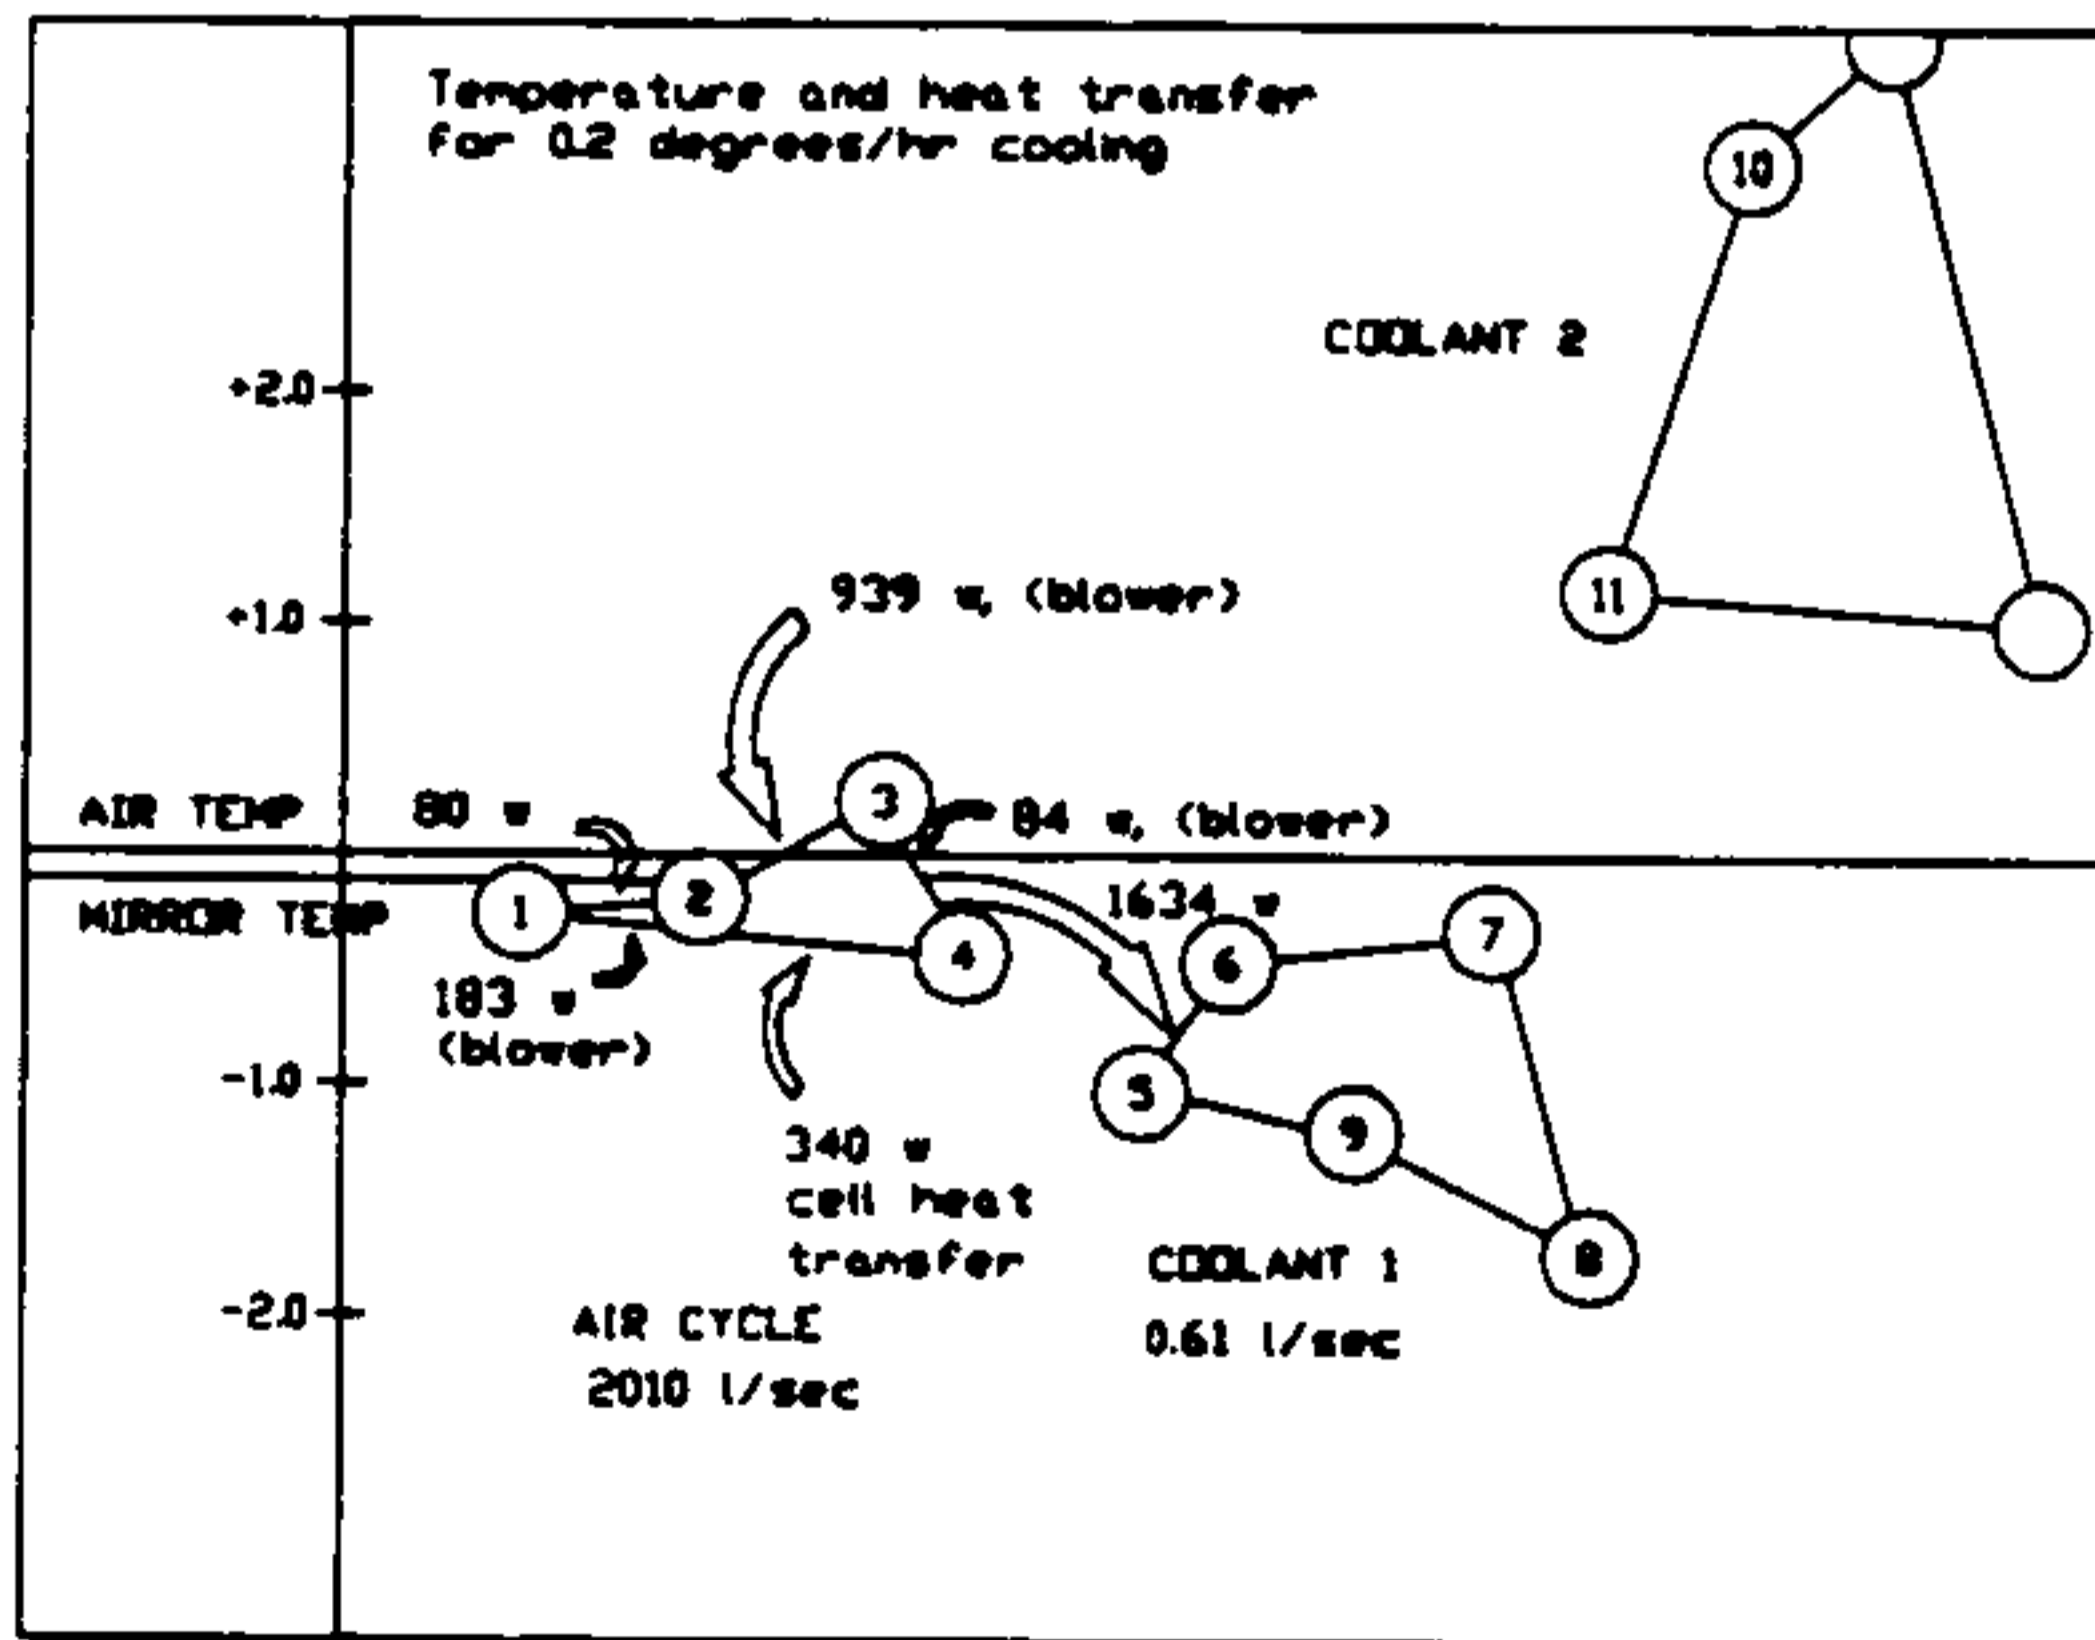 Temperature and heat transfer
for 0.2 degrees/hr cooling
10
COOLANT 2
+2.0
11
939 w, (blower)
+1.0
3
AIR TEMP
80 w
84 w, (blower)
MIRROR TEMP
1
2
4
1634 w
6
7
183 w
(blower)
-1.0
5
9
340 w
cell heat
transfer
8
COOLANT 1
0.61 l/sec
-2.0
AIR CYCLE
2010 l/sec